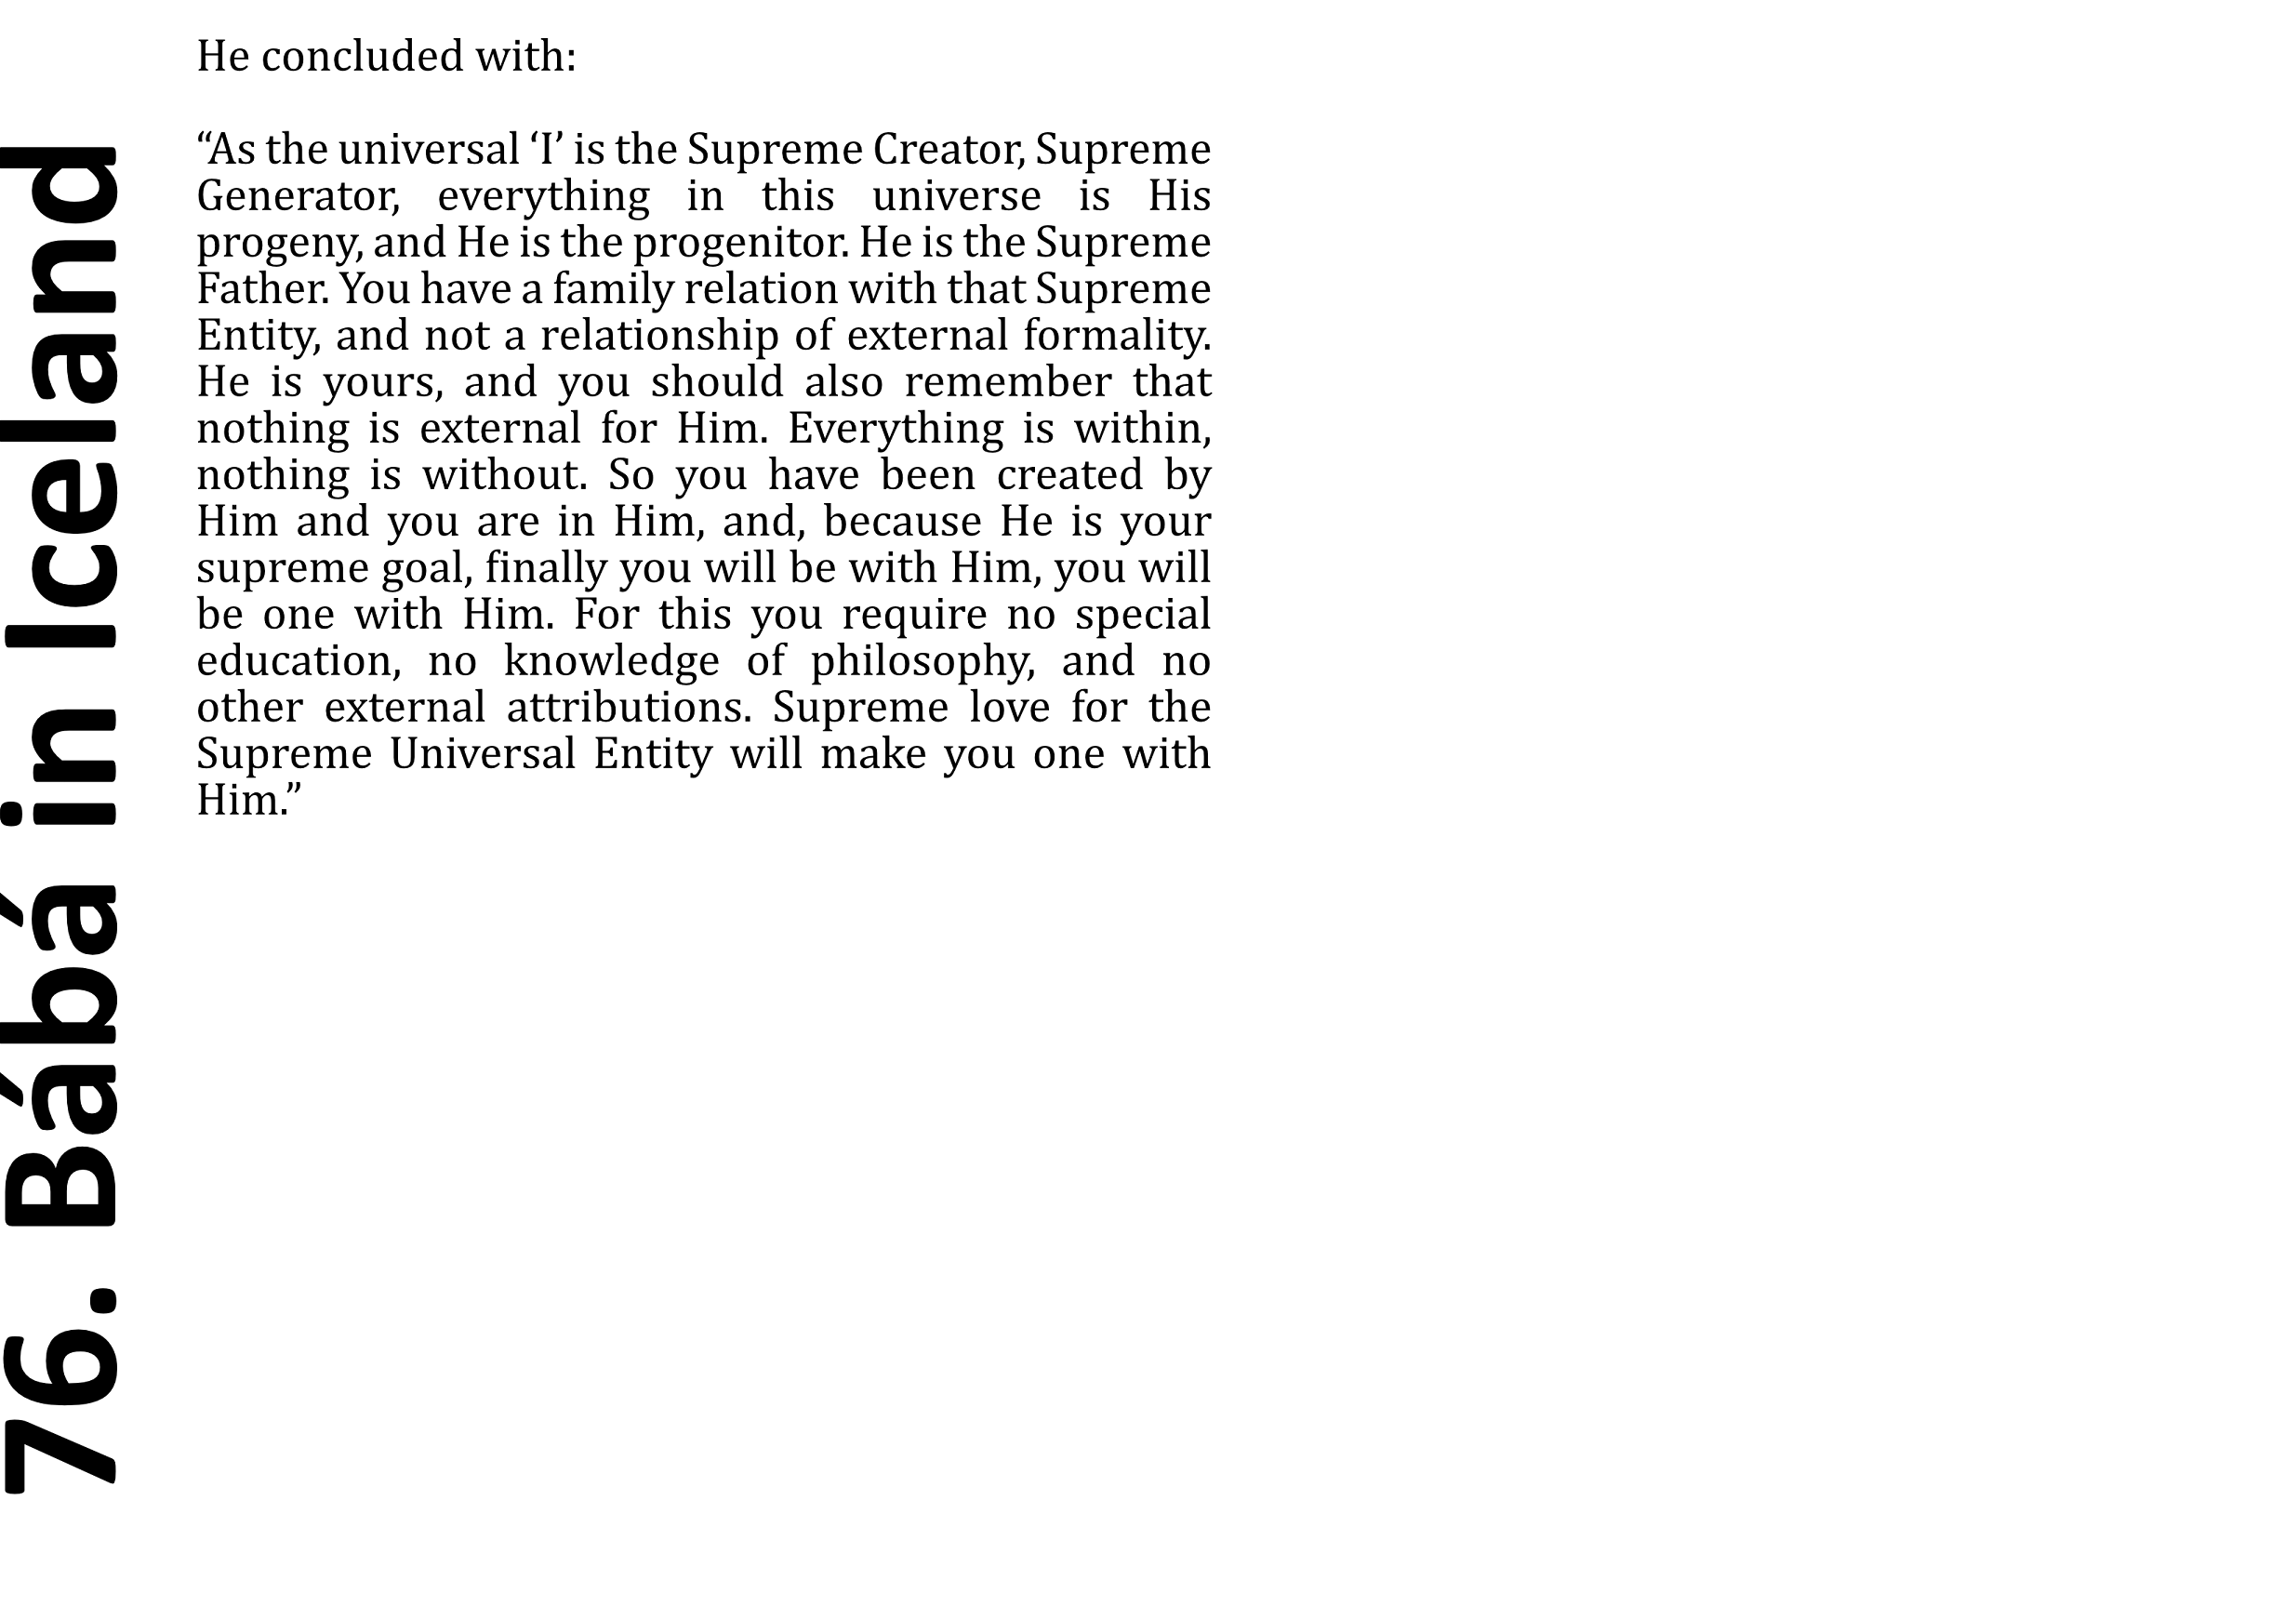 76. Bábá in Iceland
He concluded with:
“As the universal ‘I’ is the Supreme Creator, Supreme
Generator, everything in this universe is His
progeny, and He is the progenitor. He is the Supreme
Father. You have a family relation with that Supreme
Entity, and not a relationship of external formality.
He is yours, and you should also remember that
nothing is external for Him. Everything is within,
nothing is without. So you have been created by
Him and you are in Him, and, because He is your
supreme goal, finally you will be with Him, you will
be one with Him. For this you require no special
education, no knowledge of philosophy, and no
other external attributions. Supreme love for the
Supreme Universal Entity will make you one with
Him.”